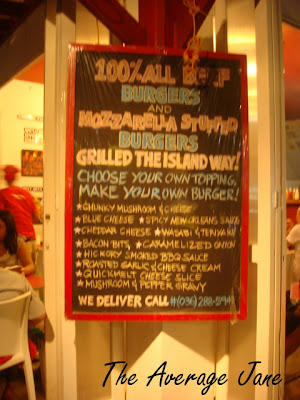 100% ALL BEEF
BURGERS
AND
MOZZARELLA STUFFED
BURGERS
GRILLED THE ISLAND WAY!
CHOOSE YOUR OWN TOPPING,
MAKE YOUR OWN BURGER!
★CHUNKY MUSHROOM & CHEESE
★BLUE CHEESE ★SPICY NEW ORLEANS SAUCE
★CHEDDAR CHEESE ★WASABI & TERIYAKI
★BACON BITS ★CARAMELIZED ONION
★HICKORY SMOKED BBQ SAUCE
★ROASTED GARLIC & CHEESE CREAM
★QUICKMELT CHEESE SLICE
★MUSHROOM & PEPPER GRAVY
WE DELIVER CALL #(036) 288-
The Average Jane